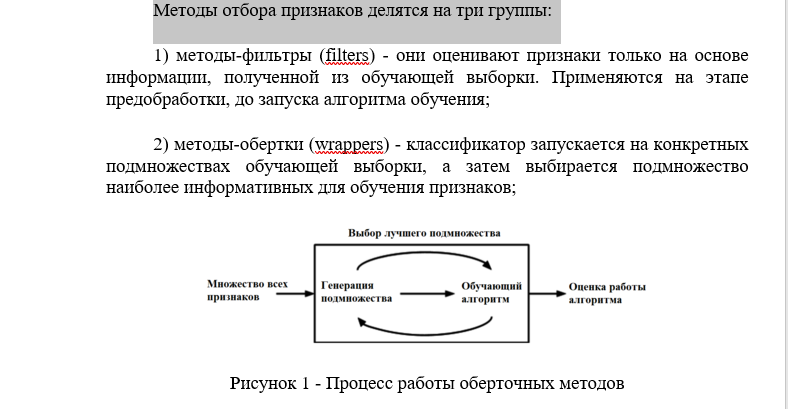 Методы отбора признаков делятся на три группы:
1) методы-фильтры (filters) - они оценивают признаки только на основе
информации, полученной из обучающей выборки. Применяются на этапе
предобработки, до запуска алгоритма обучения;
2) методы-обертки (wrappers) - классификатор запускается на конкретных
подмножествах обучающей выборки, а затем выбирается подмножество
наиболее информативных для обучения признаков;
Выбор лучшего подмножества
Множество всех
признаков
Генерация
подмножества
Обучающий
алгоритм
Оценка работы
алгоритма
Рисунок 1 - Процесс работы оберточных методов